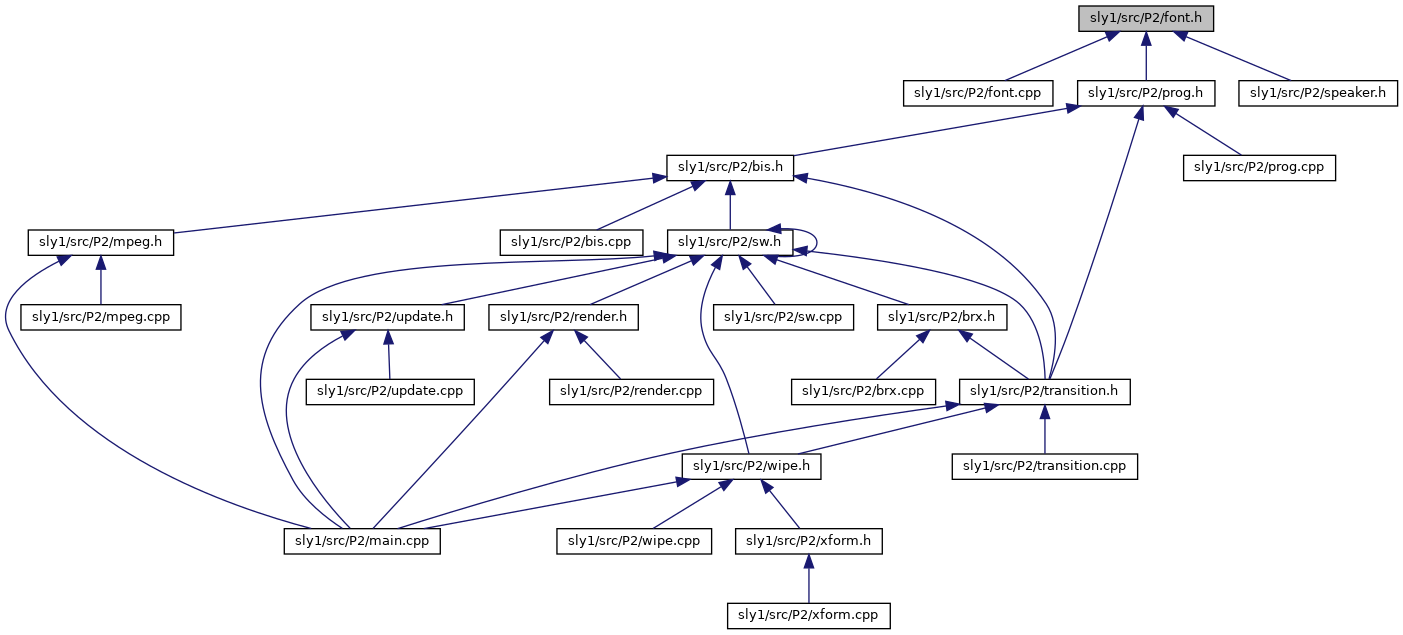 sly1/src/P2/font.h
sly1/src/P2/font.cpp
sly1/src/P2/prog.h
sly1/src/P2/speaker.h
sly1/src/P2/bis.h
sly1/src/P2/prog.cpp
sly1/src/P2/mpeg.h
sly1/src/P2/bis.cpp
sly1/src/P2/sw.h
sly1/src/P2/mpeg.cpp
sly1/src/P2/update.h
sly1/src/P2/render.h
sly1/src/P2/sw.cpp
sly1/src/P2/brx.h
sly1/src/P2/update.cpp
sly1/src/P2/render.cpp
sly1/src/P2/brx.cpp
sly1/src/P2/transition.h
sly1/src/P2/wipe.h
sly1/src/P2/transition.cpp
sly1/src/P2/main.cpp
sly1/src/P2/wipe.cpp
sly1/src/P2/xform.h
sly1/src/P2/xform.cpp